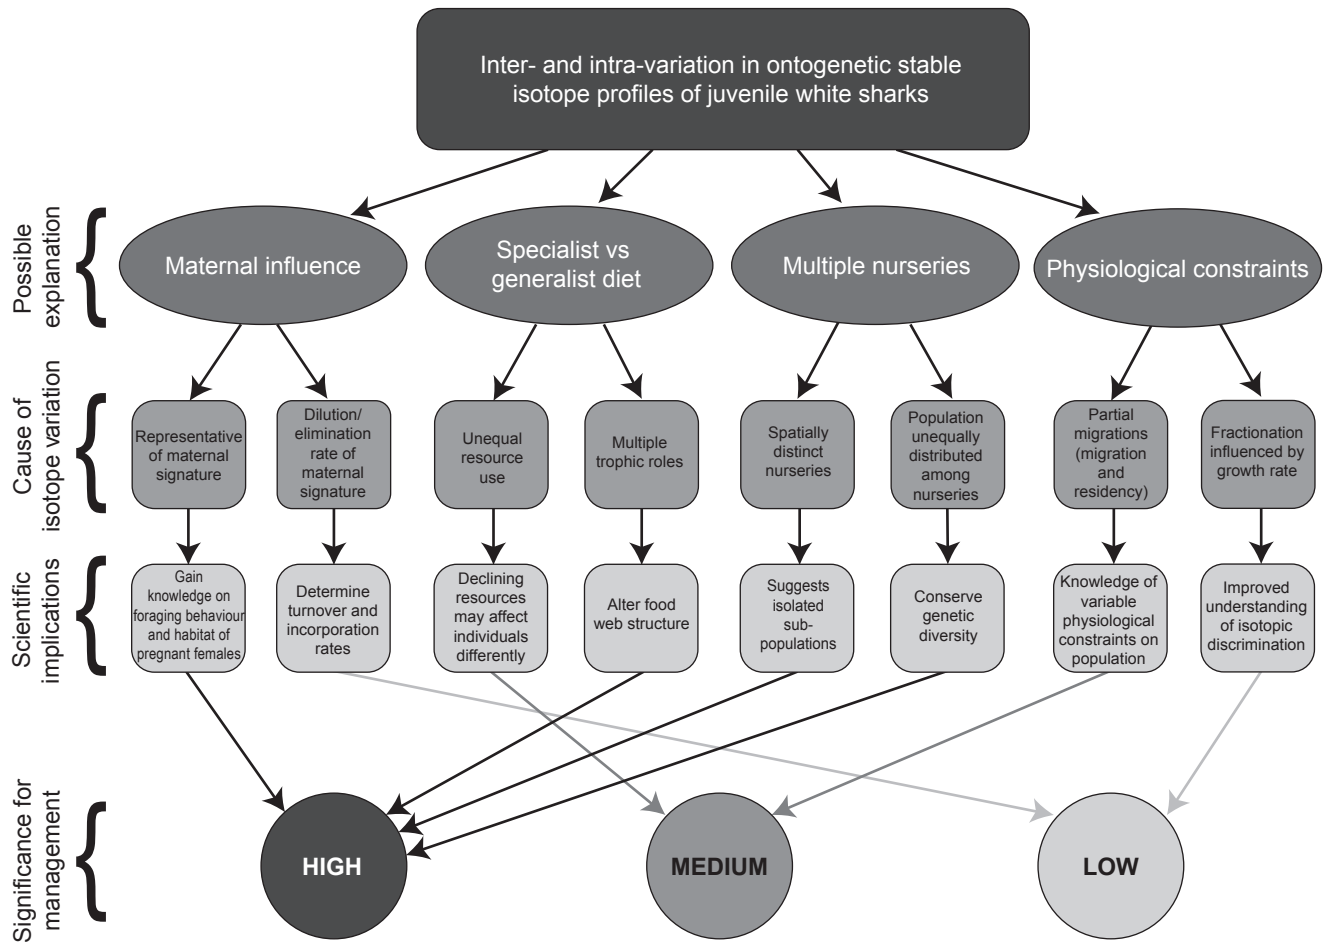 Inter- and intra-variation in ontogenetic stable
isotope profiles of juvenile white sharks
Possible
explanation
Maternal influence
Specialist vs
generalist diet
Multiple nurseries
Physiological constraints
Cause of
isotope variation
Representative
of maternal
signature
Dilution/
elimination
rate of
maternal
signature
Unequal
resource
use
Multiple
trophic roles
Spatially
distinct
nurseries
Population
unequally
distributed
among
nurseries
Partial
migrations
(migration
and
residency)
Fractionation
influenced by
growth rate
Scientific
implications
Gain
knowledge on
foraging behaviour
and habitat of
pregnant females
Determine
turnover and
incorporation
rates
Declining
resources
may affect
individuals
differently
Alter food
web structure
Suggests
isolated
sub-
populations
Conserve
genetic
diversity
Knowledge of
variable
physiological
constraints on
population
Improved
understanding
of isotopic
discrimination
Significance for
management
HIGH
MEDIUM
LOW